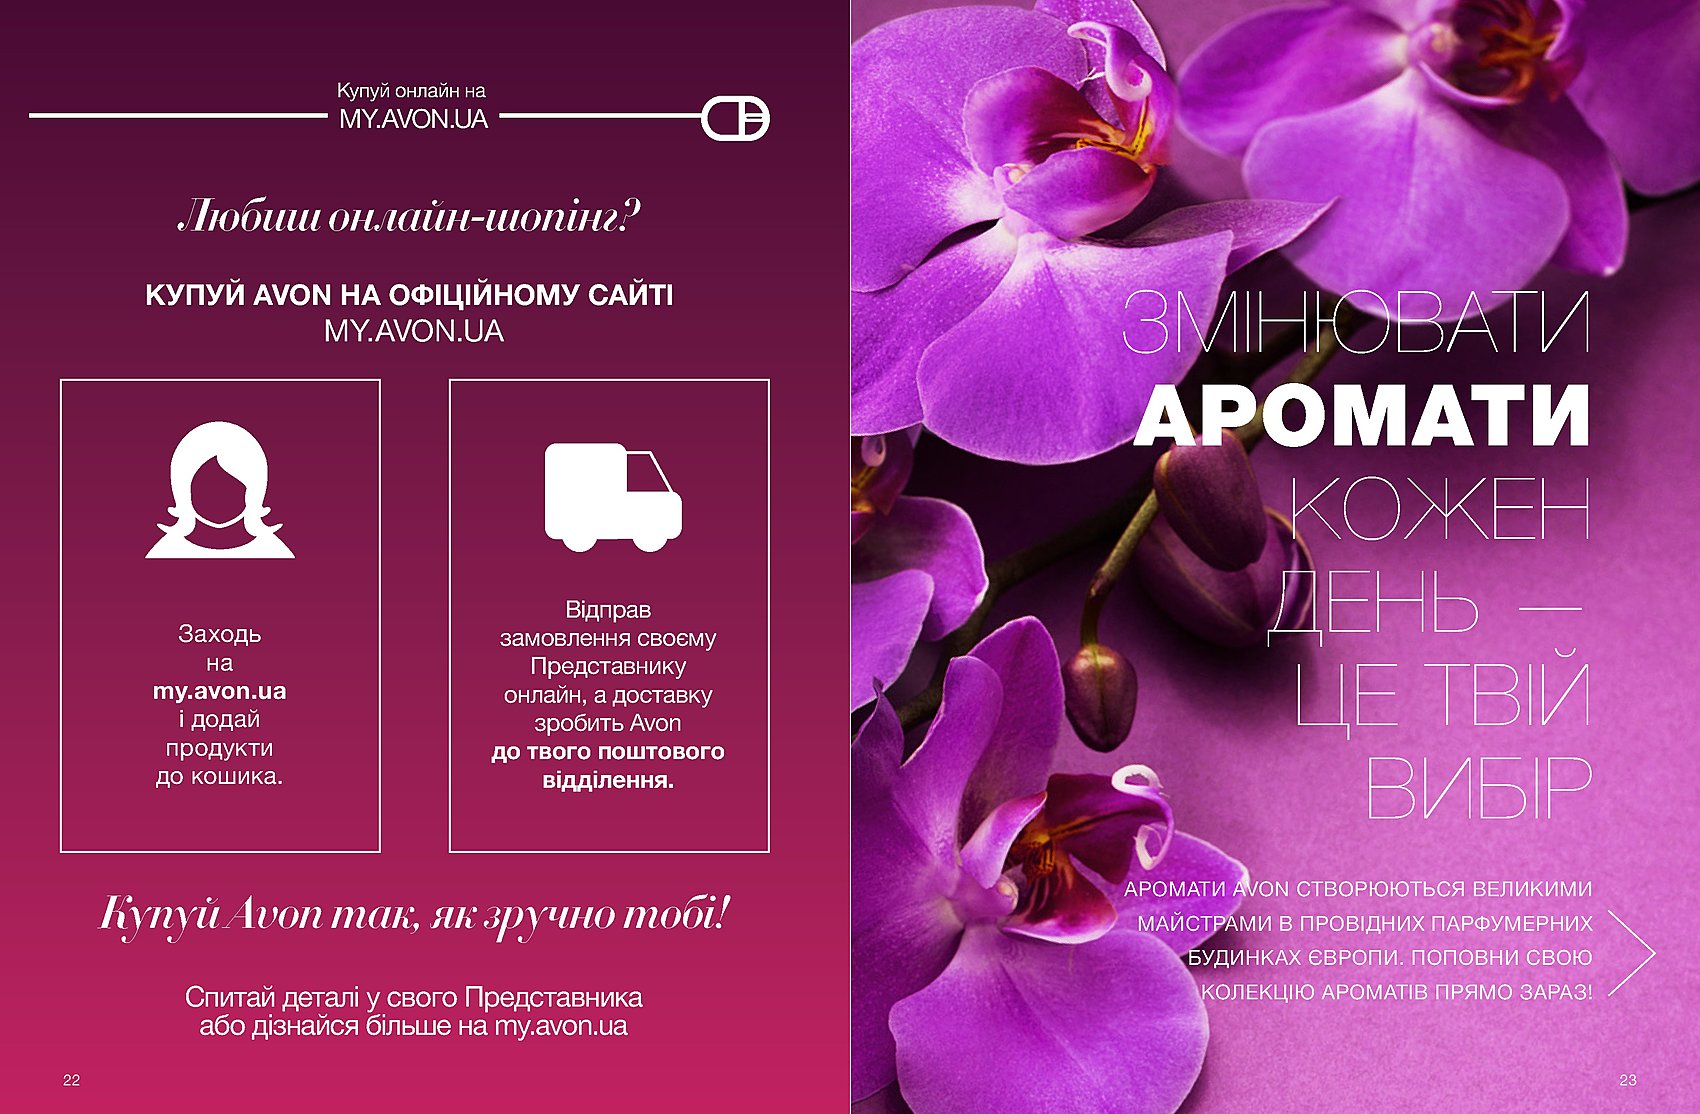 Купуй онлайн на
MY.AVON.UA
Любиш онлайн-шопінг?
КУПУЙ AVON НА ОФІЦІЙНОМУ САЙТІ
MY.AVON.UA
Заходь
на
my.avon.ua
і додай
продукти
до кошика.
Відправ
замовлення своєму
Представнику
онлайн, а доставку
зробить Avon
до твого поштового
відділення.
Купуй Avon так, як зручно тобі!
Спитай деталі у свого Представника
або дізнайся більше на my.avon.ua
22
ЗМІНЮВАТИ
АРОМАТИ
КОЖЕН
ДЕНЬ —
ЦЕ ТВІЙ
ВИБІР
АРОМАТИ AVON СТВОРЮЮТЬСЯ ВЕЛИКИМИ
МАЙСТРАМИ В ПРОВІДНИХ ПАРФУМЕРНИХ
БУДИНКАХ ЄВРОПИ. ПОПОВНИ СВОЮ
КОЛЕКЦІЮ АРОМАТІВ ПРЯМО ЗАРАЗ!
23